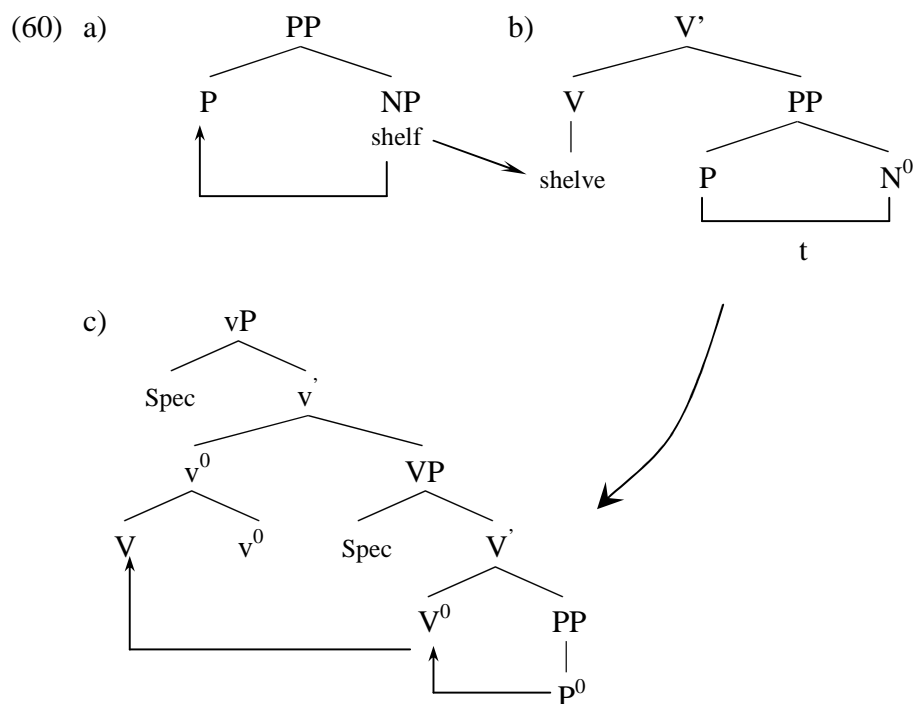 (60) a) PP b) V’
P NP V PP
shelf
shelve P N⁰
t
c) vP
Spec v’
v⁰ VP
V v⁰ Spec V’
V⁰ PP
P⁰